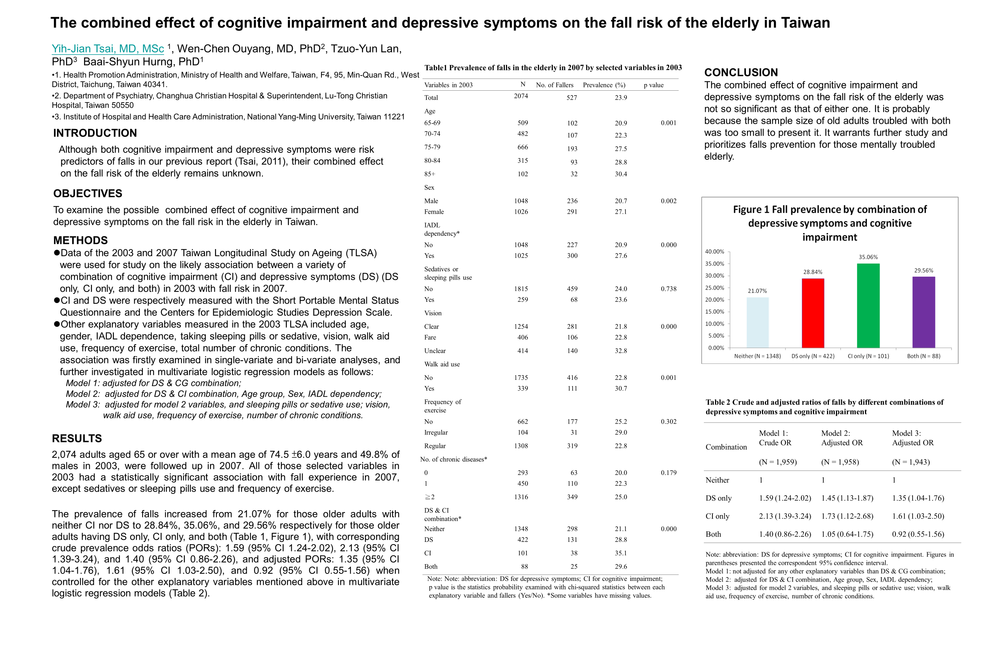 The combined effect of cognitive impairment and depressive symptoms on the fall risk of the elderly in Taiwan
Yih-Jian Tsai, MD, MSc 1, Wen-Chen Ouyang, MD, PhD2, Tzuo-Yun Lan,
PhD3 Baai-Shyun Hurng, PhD1
•1. Health Promotion Administration, Ministry of Health and Welfare, Taiwan, F4, 95, Min-Quan Rd., West
District, Taichung, Taiwan 40341.
•2. Department of Psychiatry, Changhua Christian Hospital & Superintendent, Lu-Tong Christian
Hospital, Taiwan 50550
•3. Institute of Hospital and Health Care Administration, National Yang-Ming University, Taiwan 11221
INTRODUCTION
Although both cognitive impairment and depressive symptoms were risk
predictors of falls in our previous report (Tsai, 2011), their combined effect
on the fall risk of the elderly remains unknown.
OBJECTIVES
To examine the possible combined effect of cognitive impairment and
depressive symptoms on the fall risk in the elderly in Taiwan.
METHODS
●Data of the 2003 and 2007 Taiwan Longitudinal Study on Ageing (TLSA)
were used for study on the likely association between a variety of
combination of cognitive impairment (CI) and depressive symptoms (DS) (DS
only, CI only, and both) in 2003 with fall risk in 2007.
●CI and DS were respectively measured with the Short Portable Mental Status
Questionnaire and the Centers for Epidemiologic Studies Depression Scale.
●Other explanatory variables measured in the 2003 TLSA included age,
gender, IADL dependence, taking sleeping pills or sedative, vision, walk aid
use, frequency of exercise, total number of chronic conditions. The
association was firstly examined in single-variate and bi-variate analyses, and
further investigated in multivariate logistic regression models as follows:
Model 1: adjusted for DS & CG combination;
Model 2: adjusted for DS & CI combination, Age group, Sex, IADL dependency;
Model 3: adjusted for model 2 variables, and sleeping pills or sedative use; vision,
walk aid use, frequency of exercise, number of chronic conditions.
RESULTS
2,074 adults aged 65 or over with a mean age of 74.5 ±6.0 years and 49.8% of
males in 2003, were followed up in 2007. All of those selected variables in
2003 had a statistically significant association with fall experience in 2007,
except sedatives or sleeping pills use and frequency of exercise.
The prevalence of falls increased from 21.07% for those older adults with
neither CI nor DS to 28.84%, 35.06%, and 29.56% respectively for those older
adults having DS only, CI only, and both (Table 1, Figure 1), with corresponding
crude prevalence odds ratios (PORs): 1.59 (95% CI 1.24-2.02), 2.13 (95% CI
1.39-3.24), and 1.40 (95% CI 0.86-2.26), and adjusted PORs: 1.35 (95% CI
1.04-1.76), 1.61 (95% CI 1.03-2.50), and 0.92 (95% CI 0.55-1.56) when
controlled for the other explanatory variables mentioned above in multivariate
logistic regression models (Table 2).
Table1 Prevalence of falls in the elderly in 2007 by selected variables in 2003
Variables in 2003 N No. of Fallers Prevalence (%) p value
Total 2074 527 23.9
Age
65-69 509 102 20.9 0.001
70-74 482 107 22.3
75-79 666 193 27.5
80-84 315 93 28.8
85+ 102 32 30.4
Sex
Male 1048 236 20.7 0.002
Female 1026 291 27.1
IADL
dependency*
No 1048 227 20.9 0.000
Yes 1025 300 27.6
Sedatives or
sleeping pills use
No 1815 459 24.0 0.738
Yes 259 68 23.6
Vision
Clear 1254 281 21.8 0.000
Fare 406 106 22.8
Unclear 414 140 32.8
Walk aid use
No 1735 416 22.8 0.001
Yes 339 111 30.7
Frequency of
exercise
No 662 177 25.2 0.302
Irregular 104 31 29.0
Regular 1308 319 22.8
No. of chronic diseases*
0 293 63 20.0 0.179
1 450 110 22.3
≧2 1316 349 25.0
DS & CI
combination*
Neither 1348 298 21.1 0.000
DS 422 131 28.8
CI 101 38 35.1
Both 88 25 29.6
Note: Note: abbreviation: DS for depressive symptoms; CI for cognitive impairment;
p value is the statistics probability examined with chi-squared statistics between each
explanatory variable and fallers (Yes/No). *Some variables have missing values.
CONCLUSION
The combined effect of cognitive impairment and
depressive symptoms on the fall risk of the elderly was
not so significant as that of either one. It is probably
because the sample size of old adults troubled with both
was too small to present it. It warrants further study and
prioritizes falls prevention for those mentally troubled
elderly.
Figure 1 Fall prevalence by combination of
depressive symptoms and cognitive
impairment
40.00%
35.00%
30.00%
25.00%
20.00%
15.00%
10.00%
5.00%
0.00%
21.07%
28.84%
35.06%
29.56%
Neither (N = 1348) DS only (N = 422) CI only (N = 101) Both (N = 88)
Table 2 Crude and adjusted ratios of falls by different combinations of
depressive symptoms and cognitive impairment
Combination Model 1: Model 2: Model 3:
Crude OR Adjusted OR Adjusted OR
(N = 1,959) (N = 1,958) (N = 1,943)
Neither 1 1 1
DS only 1.59 (1.24-2.02) 1.45 (1.13-1.87) 1.35 (1.04-1.76)
CI only 2.13 (1.39-3.24) 1.73 (1.12-2.68) 1.61 (1.03-2.50)
Both 1.40 (0.86-2.26) 1.05 (0.64-1.75) 0.92 (0.55-1.56)
Note: abbreviation: DS for depressive symptoms; CI for cognitive impairment. Figures in
parentheses presented the correspondent 95% confidence interval.
Model 1: not adjusted for any other explanatory variables than DS & CG combination;
Model 2: adjusted for DS & CI combination, Age group, Sex, IADL dependency;
Model 3: adjusted for model 2 variables, and sleeping pills or sedative use; vision, walk
aid use, frequency of exercise, number of chronic conditions.